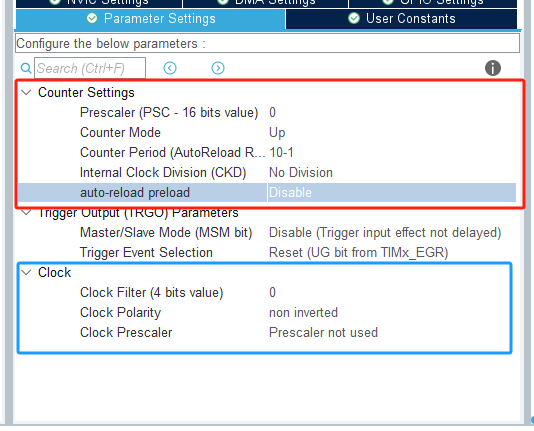 NVIC Settings DMA Settings GPIO Settings
Parameter Settings User Constants
Configure the below parameters :
Search (Ctrl+F)
Counter Settings
Prescaler (PSC - 16 bits value) 0
Counter Mode Up
Counter Period (AutoReload R... 10-1
Internal Clock Division (CKD) No Division
auto-reload preload Disable
Trigger Output (TRGO) Parameters
Master/Slave Mode (MSM bit) Disable (Trigger input effect not delayed)
Trigger Event Selection Reset (UG bit from TIMx_EGR)
Clock
Clock Filter (4 bits value) 0
Clock Polarity non inverted
Clock Prescaler Prescaler not used